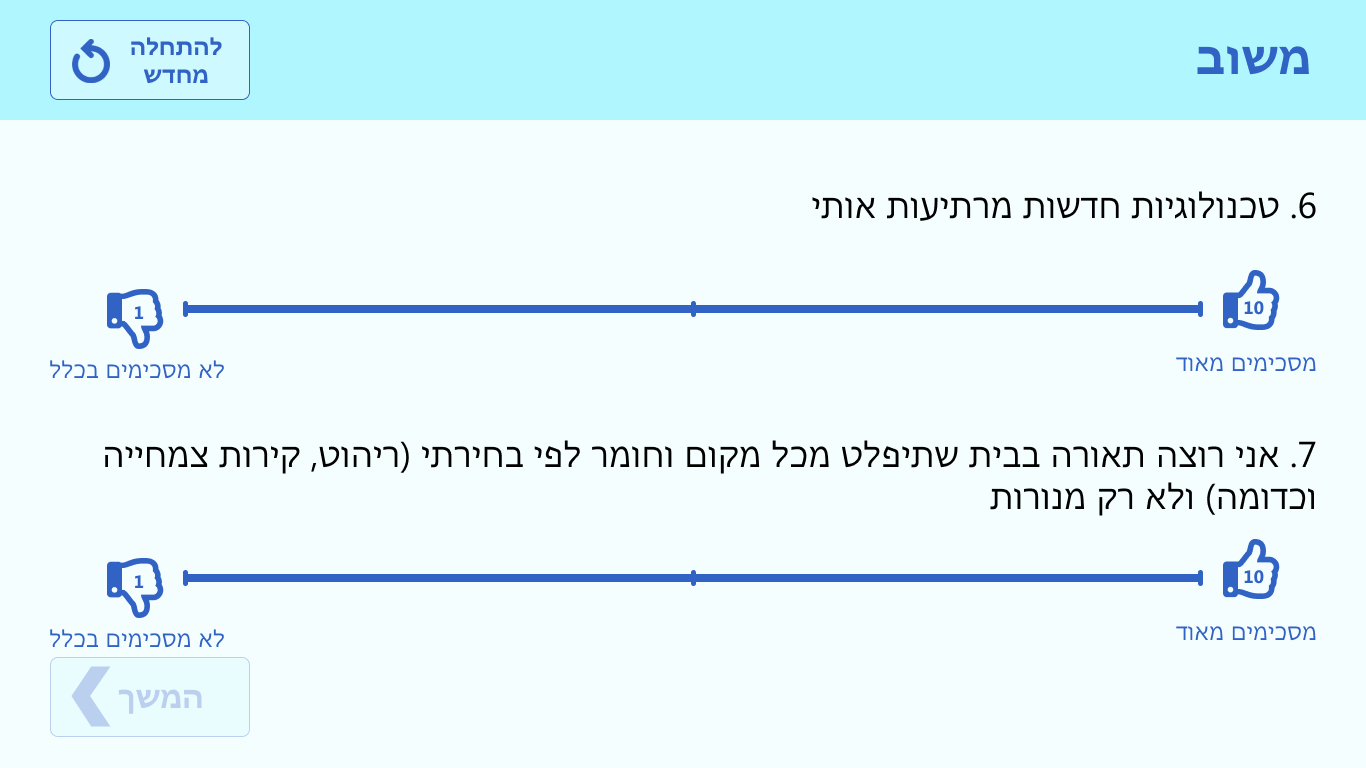 משוב
להתחלה
מחדש
6. טכנולוגיות חדשות מרתיעות אותי
10
1
מסכימים מאוד
לא מסכימים בכלל
7. אני רוצה תאורה בבית שתיפלט מכל מקום וחומר לפי בחירתי (ריהוט, קירות צמחייה
וכדומה) ולא רק מנורות
10
1
מסכימים מאוד
לא מסכימים בכלל
המשך